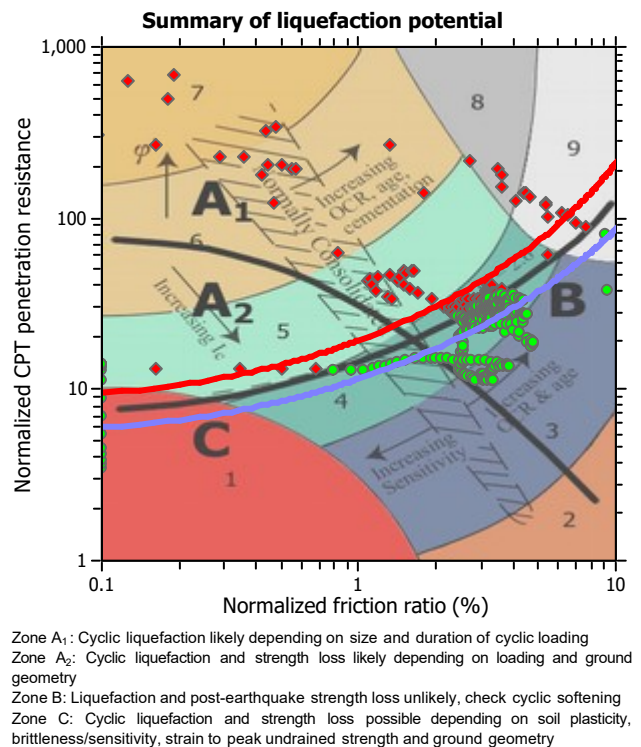 Summary of liquefaction potential
Normalized CPT penetration resistance
1,000
100
10
1
0.1
1
10
Normalized friction ratio (%)
7
8
9
φ
A1
Increasing
OCR, age,
cementation
Normally Consolidated
6
A2
Increasing Ic
5
B
4
C
1
Increasing
OCR & age
Increasing
Sensitivity
3
2
Zone A1: Cyclic liquefaction likely depending on size and duration of cyclic loading
Zone A2: Cyclic liquefaction and strength loss likely depending on loading and ground
geometry
Zone B: Liquefaction and post-earthquake strength loss unlikely, check cyclic softening
Zone C: Cyclic liquefaction and strength loss possible depending on soil plasticity,
brittleness/sensitivity, strain to peak undrained strength and ground geometry